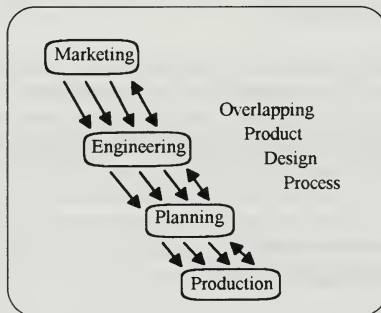 Marketing
Engineering
Planning
Production
Overlapping
Product
Design
Process